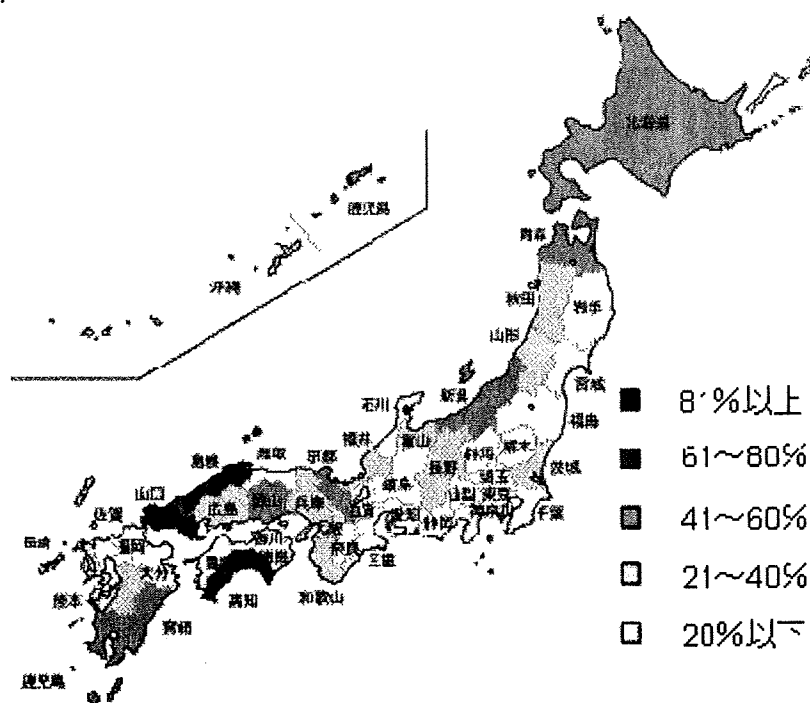 北海道
鹿児島
青森
沖縄
秋田
岩手
山形
宮城
石川
新潟
福島
福井
富山
栃木
島根
鳥取
京都
長野
茨城
岐阜
埼玉
山口
広島
岡山
兵庫
滋賀
山梨
東京
佐賀
愛知
静岡
神奈川
千葉
香川
徳島
長崎
福岡
奈良
三重
大分
熊本
高知
和歌山
宮崎
鹿児島
81%以上
61～80%
41～60%
21～40%
20%以下